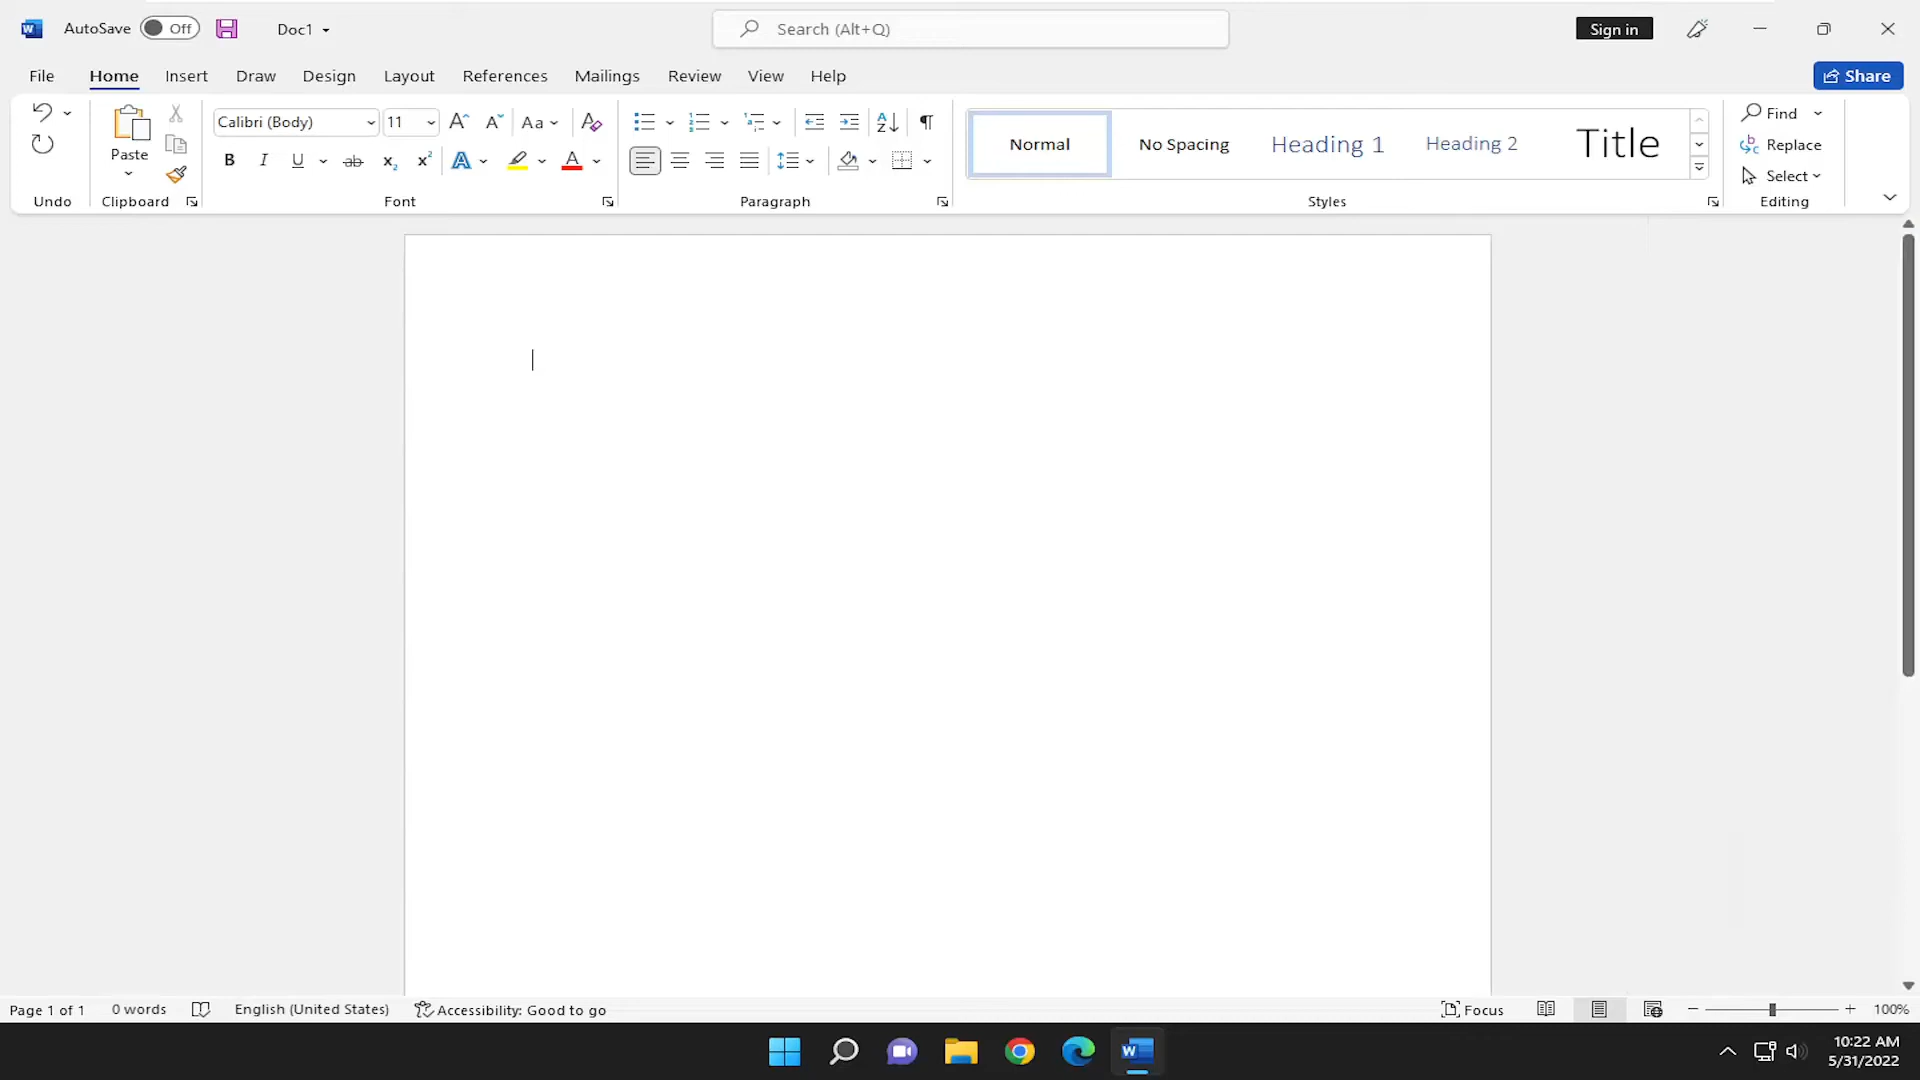 AutoSave Off Doc1 Search (Alt+Q) Sign in
File Home Insert Draw Design Layout References Mailings Review View Help Share
Calibri (Body) 11 Aa
Paste
B I U ab x₂ x² A A
A Z ¶
Normal No Spacing Heading 1 Heading 2 Title
Find
Replace
Select
Undo Clipboard Font Paragraph Styles Editing
Page 1 of 1 0 words English (United States) Accessibility: Good to go Focus 100%
10:22 AM
5/31/2022